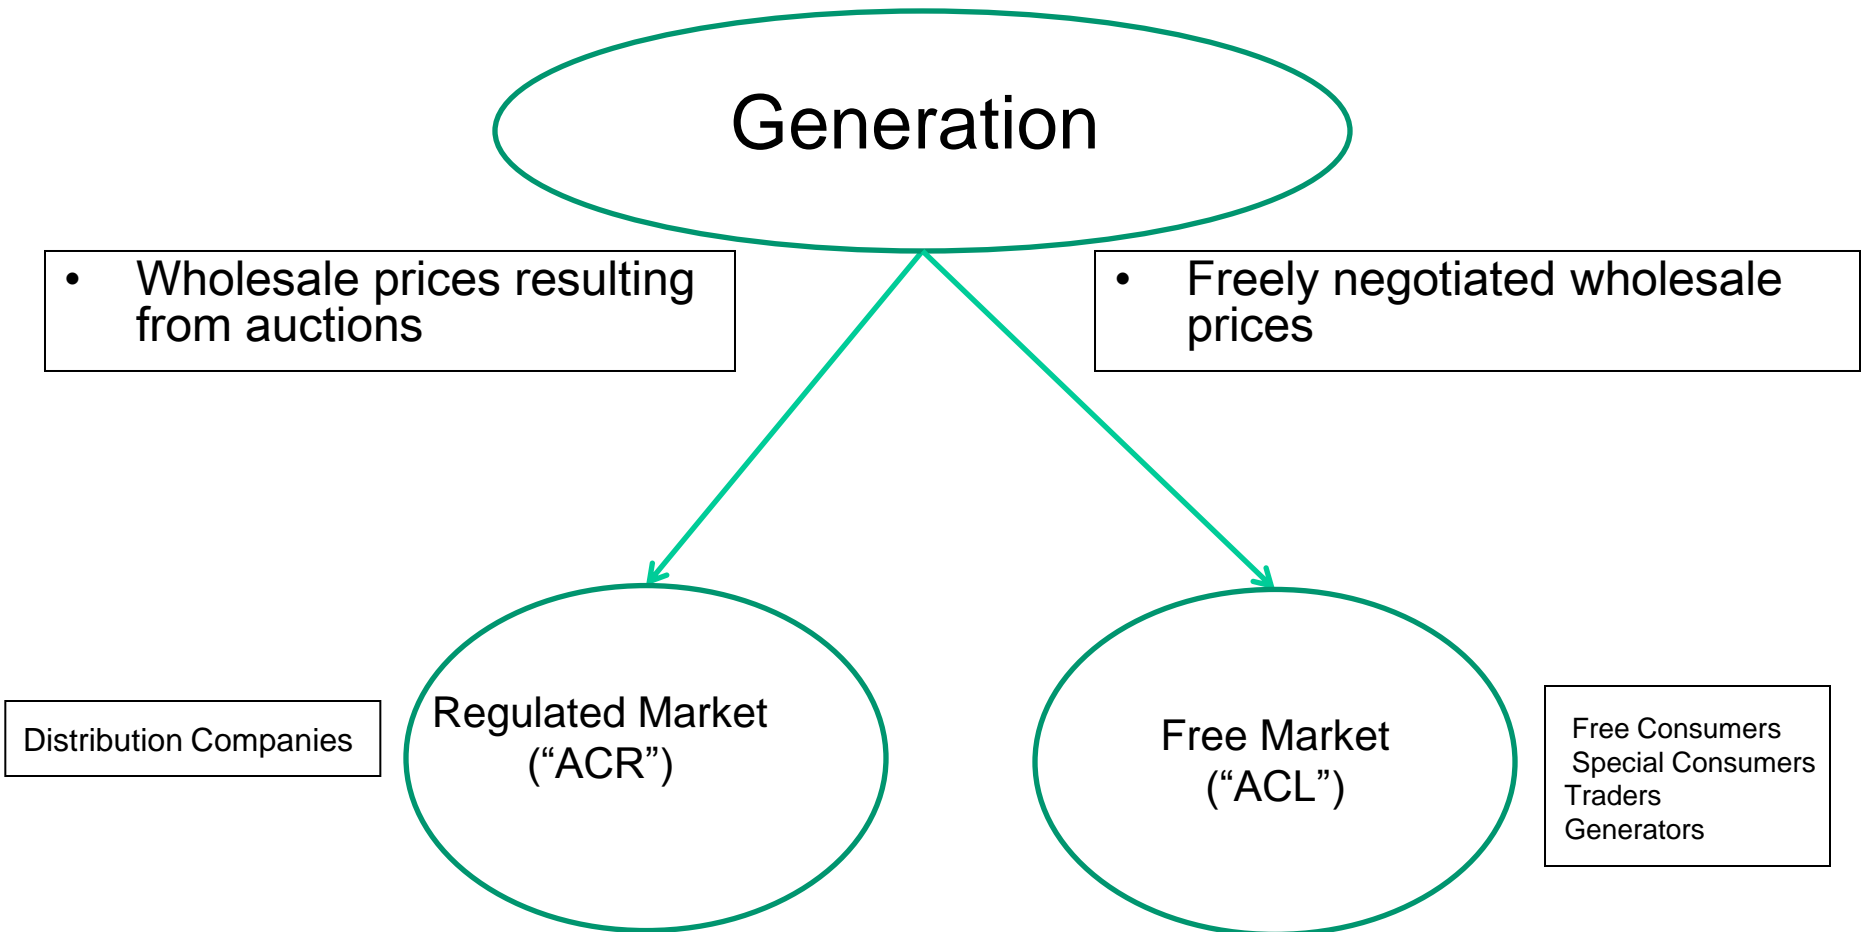 Generation
• Wholesale prices resulting
from auctions
• Freely negotiated wholesale
prices
Distribution Companies
Regulated Market
(“ACR”)
Free Market
(“ACL”)
Free Consumers
Special Consumers
Traders
Generators